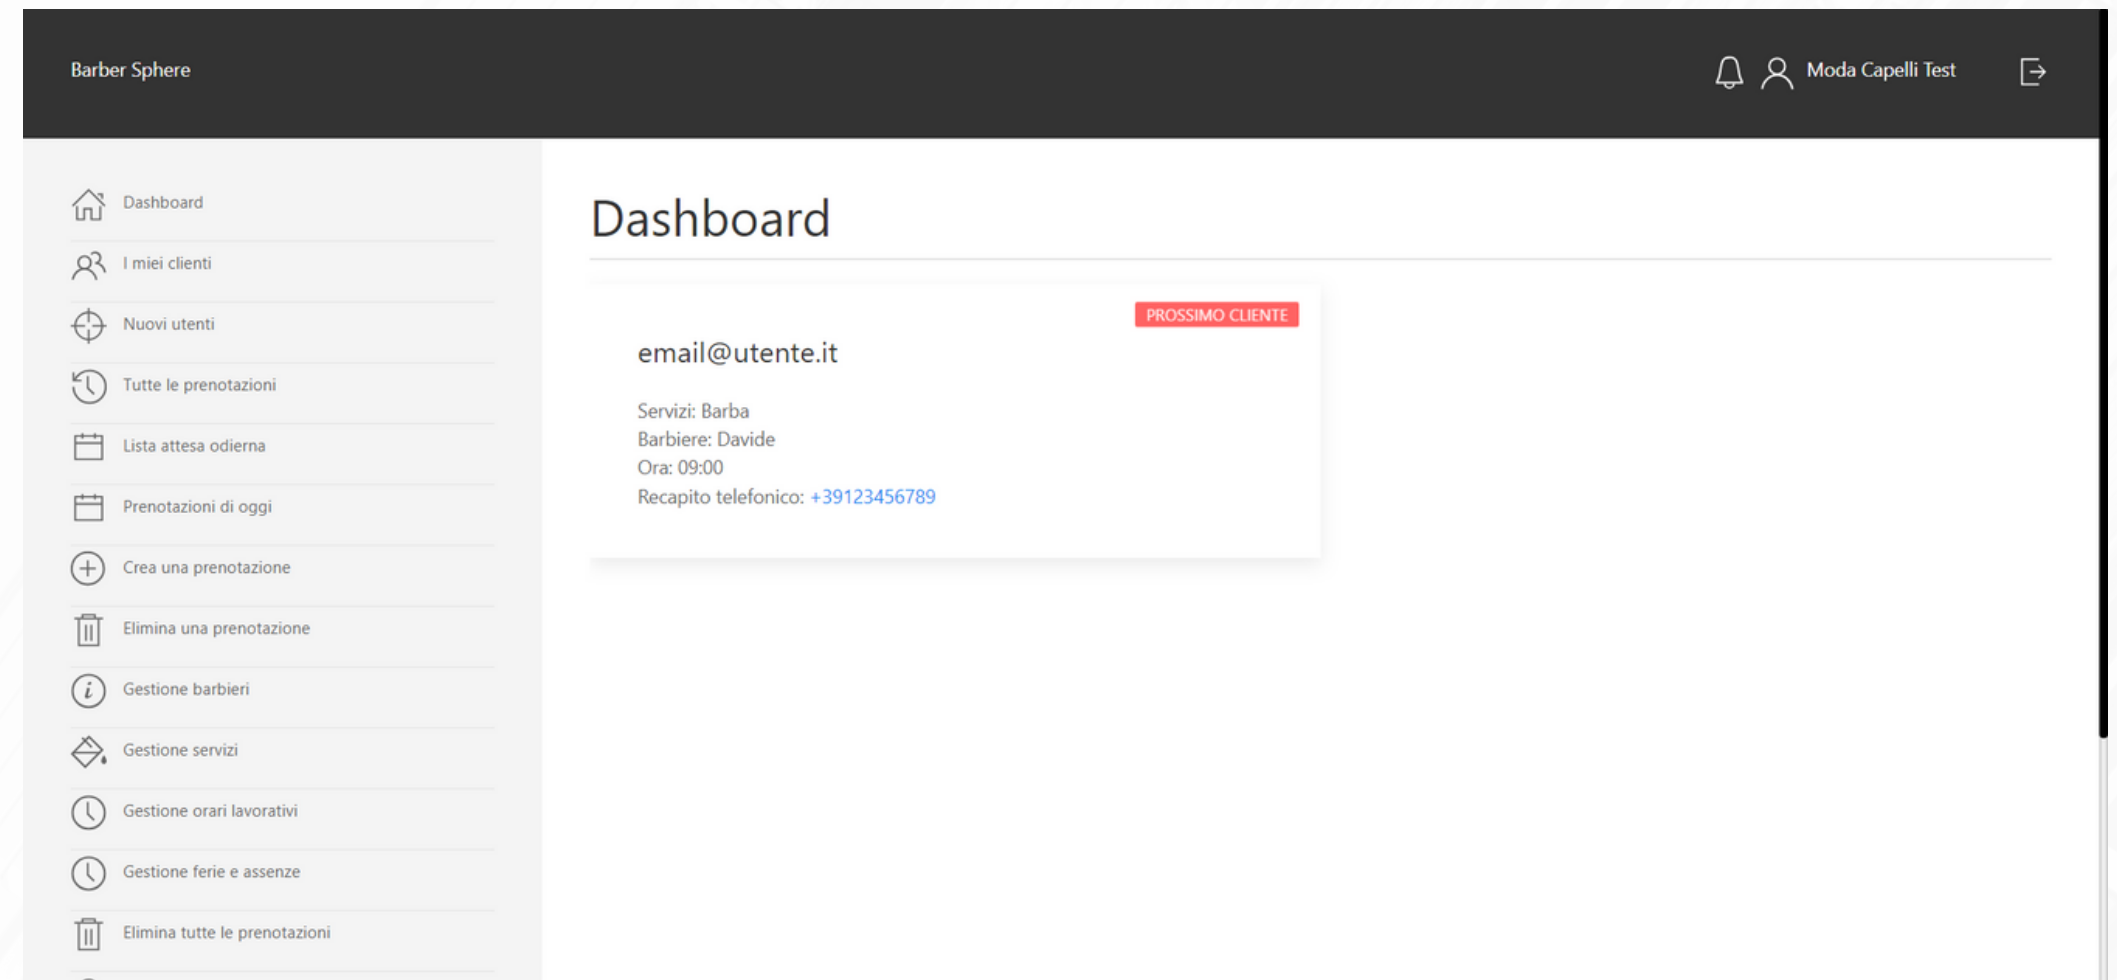 Barber Sphere
Moda Capelli Test
Dashboard
I miei clienti
Nuovi utenti
Tutte le prenotazioni
Lista attesa odierna
Prenotazioni di oggi
Crea una prenotazione
Elimina una prenotazione
Gestione barbieri
Gestione servizi
Gestione orari lavorativi
Gestione ferie e assenze
Elimina tutte le prenotazioni
Dashboard
PROSSIMO CLIENTE
email@utente.it
Servizi: Barba
Barbiere: Davide
Ora: 09:00
Recapito telefonico: +39123456789